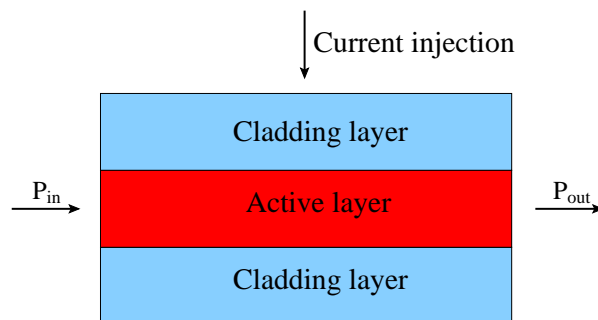 Current injection
Cladding layer
P_in
Active layer
P_out
Cladding layer